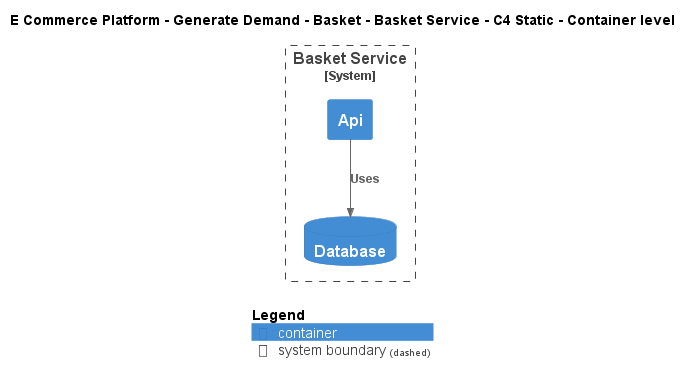 E Commerce Platform - Generate Demand - Basket - Basket Service - C4 Static - Container level
Basket Service
[System]
Api
Uses
Database
Legend
container
system boundary (dashed)